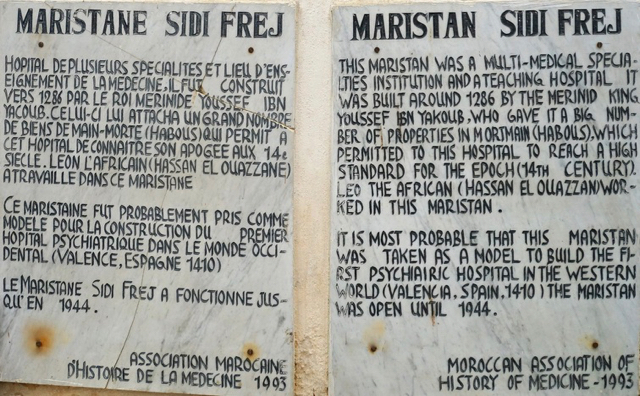 MARISTANE SIDI FREJ
HOPITAL DE PLUSIEURS SPECIALITES ET LIEU D'ENS-
EIGNEMENT DE LA MEDECINE, IL FUT CONSTRUIT
VERS 1286 PAR LE ROI MERINIDE YOUSSEF IBN
YACOUB. CELUI-CI LUI ATTACHA UN GRAND NOMBRE
DE BIENS DE MAIN-MORTE (HABOUS) QUI PERMIT A
CET HOPITAL DE CONNAITRE SON APOGEE AUX 14e
SIECLE. LEON L'AFRICAIN (HASSAN EL OUAZZANE)
A TRAVAILLE DANS CE MARISTANE
CE MARISTAINE FUT PROBABLEMENT PRIS COMME
MODELE POUR LA CONSTRUCTION DU PREMIER
HOPITAL PSYCHIATRIQUE DANS LE MONDE OCCI-
DENTAL (VALENCE, ESPAGNE 1410)
LE MARISTANE SIDI FREJ A FONCTIONNE JUS-
QU'EN 1944.
ASSOCIATION MAROCAINE
D'HISTOIRE DE LA MEDECINE 1993
MARISTAN SIDI FREJ
THIS MARISTAN WAS A MULTI-MEDICAL SPECIA-
LTIES INSTITUTION AND A TEACHING HOSPITAL IT
WAS BUILT AROUND 1286 BY THE MERINID KING
YOUSSEF IBN YAKOUB, WHO GAVE IT A BIG NUM-
BER OF PROPERTIES IN MORTMAIN (HABOUS), WHICH
PERMITTED TO THIS HOSPITAL TO REACH A HIGH
STANDARD FOR THE EPOCH (14TH CENTURY).
LEO THE AFRICAN (HASSAN EL OUAZZAN) WOR-
KED IN THIS MARISTAN.
IT IS MOST PROBABLE THAT THIS MARISTAN
WAS TAKEN AS A MODEL TO BUILD THE FI-
RST PSYCHAIRIC HOSPITAL IN THE WESTERN
WORLD (VALENCIA. SPAIN. 1410) THE MARISTAN
WAS OPEN UNTIL 1944.
MOROCCAN ASSOCIATION OF
HISTORY OF MEDICINE - 1993